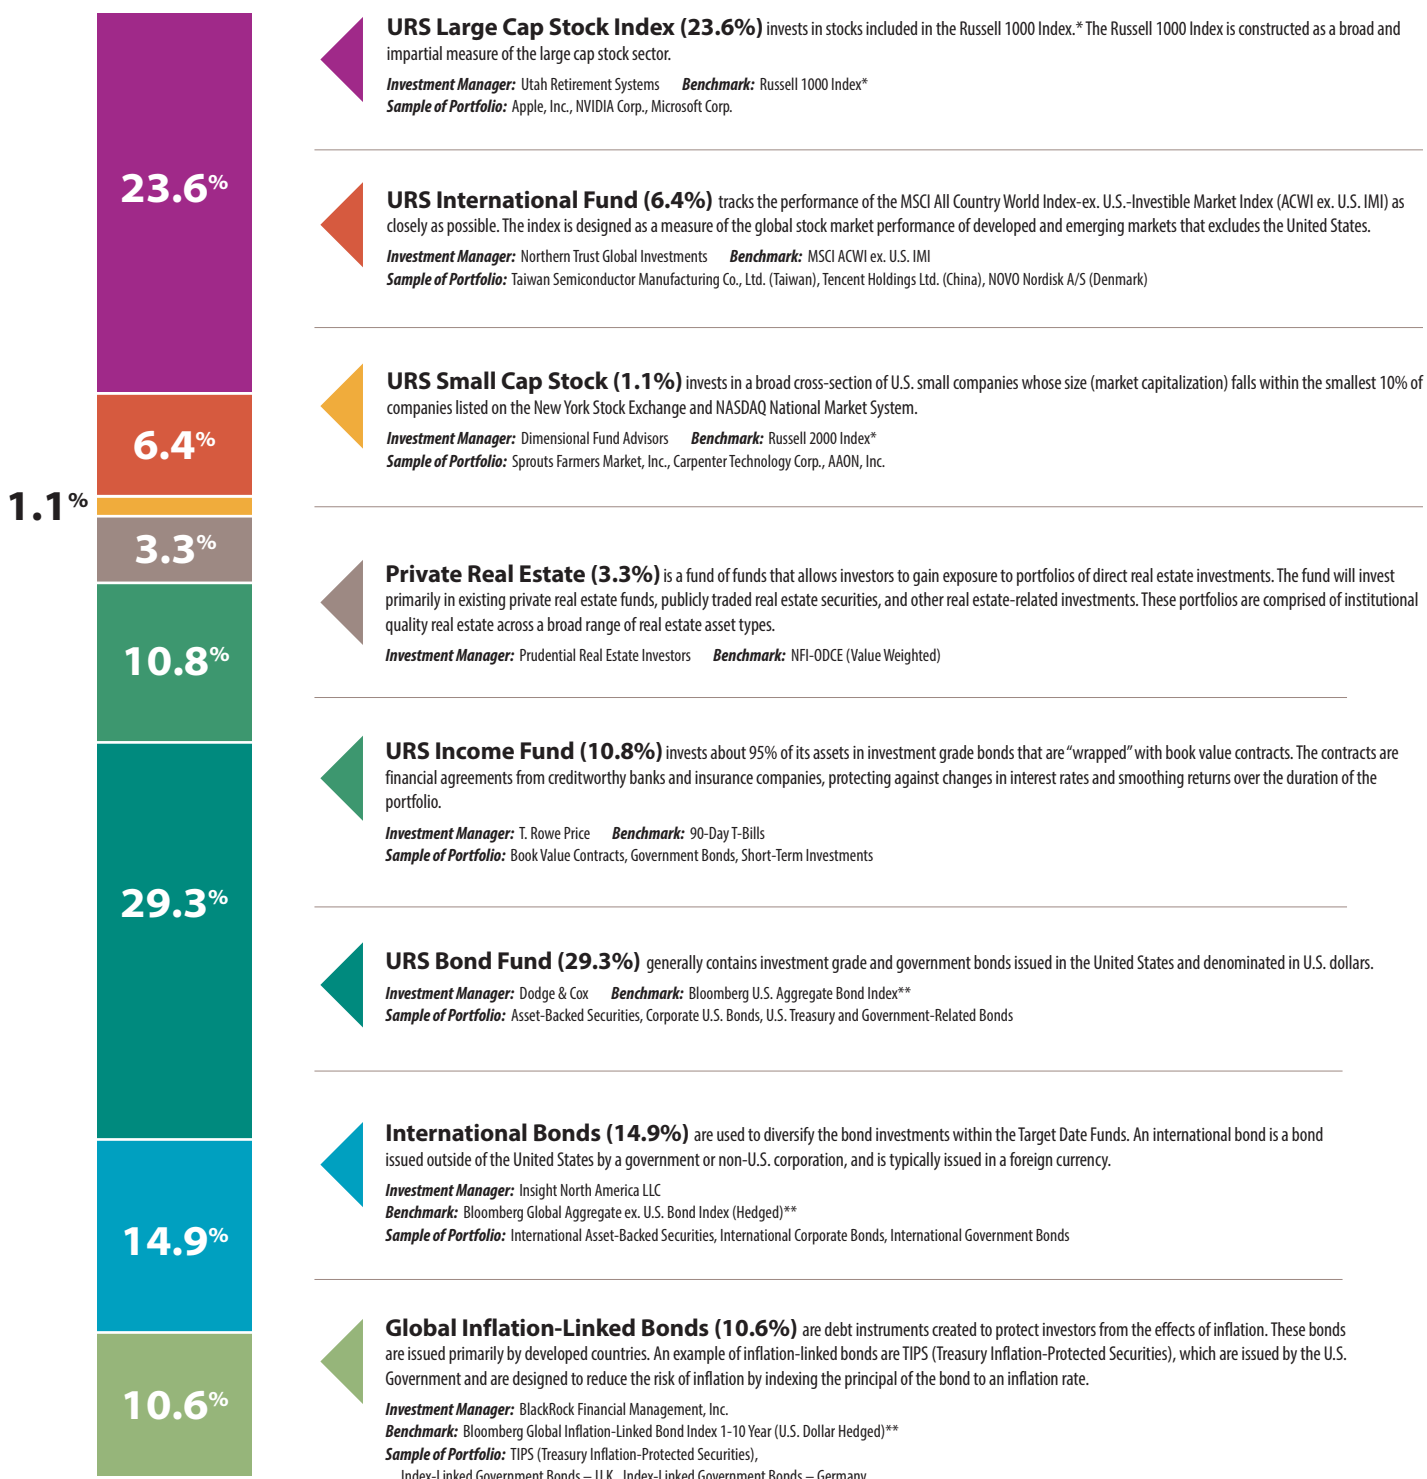 URS Large Cap Stock Index (23.6%) invests in stocks included in the Russell 1000 Index.* The Russell 1000 Index is constructed as a broad and
impartial measure of the large cap stock sector.
Investment Manager: Utah Retirement Systems Benchmark: Russell 1000 Index*
Sample of Portfolio: Apple, Inc., NVIDIA Corp., Microsoft Corp.
23.6%
URS International Fund (6.4%) tracks the performance of the MSCI All Country World Index-ex. U.S.-Investible Market Index (ACWI ex. U.S. IMI) as
closely as possible. The index is designed as a measure of the global stock market performance of developed and emerging markets that excludes the United States.
Investment Manager: Northern Trust Global Investments Benchmark: MSCI ACWI ex. U.S. IMI
Sample of Portfolio: Taiwan Semiconductor Manufacturing Co., Ltd. (Taiwan), Tencent Holdings Ltd. (China), NOVO Nordisk A/S (Denmark)
URS Small Cap Stock (1.1%) invests in a broad cross-section of U.S. small companies whose size (market capitalization) falls within the smallest 10% of
companies listed on the New York Stock Exchange and NASDAQ National Market System.
Investment Manager: Dimensional Fund Advisors Benchmark: Russell 2000 Index*
Sample of Portfolio: Sprouts Farmers Market, Inc., Carpenter Technology Corp., AAON, Inc.
6.4%
1.1%
3.3%
Private Real Estate (3.3%) is a fund of funds that allows investors to gain exposure to portfolios of direct real estate investments. The fund will invest
primarily in existing private real estate funds, publicly traded real estate securities, and other real estate-related investments. These portfolios are comprised of institutional
quality real estate across a broad range of real estate asset types.
Investment Manager: Prudential Real Estate Investors Benchmark: NFI-ODCE (Value Weighted)
10.8%
URS Income Fund (10.8%) invests about 95% of its assets in investment grade bonds that are “wrapped” with book value contracts. The contracts are
financial agreements from creditworthy banks and insurance companies, protecting against changes in interest rates and smoothing returns over the duration of the
portfolio.
Investment Manager: T. Rowe Price Benchmark: 90-Day T-Bills
Sample of Portfolio: Book Value Contracts, Government Bonds, Short-Term Investments
29.3%
URS Bond Fund (29.3%) generally contains investment grade and government bonds issued in the United States and denominated in U.S. dollars.
Investment Manager: Dodge & Cox Benchmark: Bloomberg U.S. Aggregate Bond Index**
Sample of Portfolio: Asset-Backed Securities, Corporate U.S. Bonds, U.S. Treasury and Government-Related Bonds
International Bonds (14.9%) are used to diversify the bond investments within the Target Date Funds. An international bond is a bond
issued outside of the United States by a government or non-U.S. corporation, and is typically issued in a foreign currency.
Investment Manager: Insight North America LLC
Benchmark: Bloomberg Global Aggregate ex. U.S. Bond Index (Hedged)**
Sample of Portfolio: International Asset-Backed Securities, International Corporate Bonds, International Government Bonds
14.9%
Global Inflation-Linked Bonds (10.6%) are debt instruments created to protect investors from the effects of inflation. These bonds
are issued primarily by developed countries. An example of inflation-linked bonds are TIPS (Treasury Inflation-Protected Securities), which are issued by the U.S.
Government and are designed to reduce the risk of inflation by indexing the principal of the bond to an inflation rate.
Investment Manager: BlackRock Financial Management, Inc.
Benchmark: Bloomberg Global Inflation-Linked Bond Index 1-10 Year (U.S. Dollar Hedged)**
Sample of Portfolio: TIPS (Treasury Inflation-Protected Securities),
Index-Linked Government Bonds – U.K., Index-Linked Government Bonds – Germany
10.6%